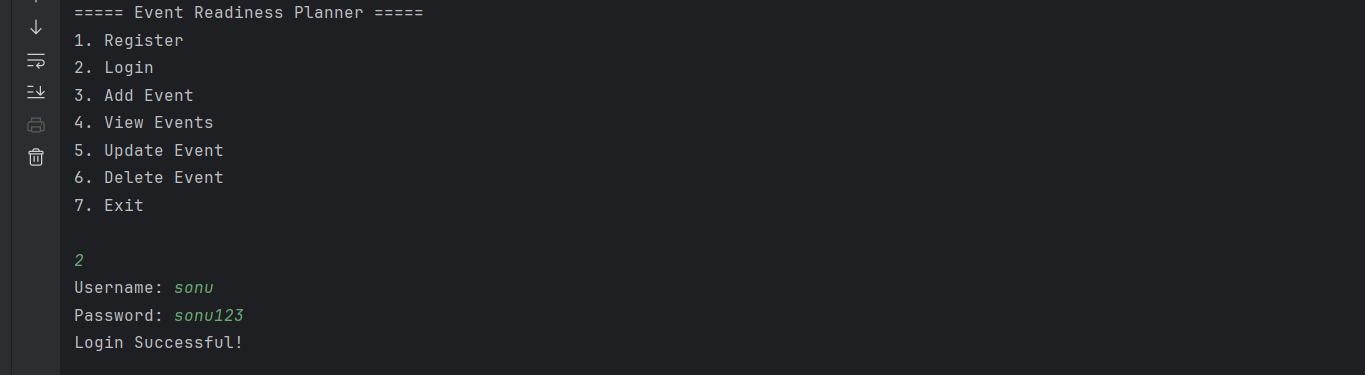 ===== Event Readiness Planner =====
1. Register
2. Login
3. Add Event
4. View Events
5. Update Event
6. Delete Event
7. Exit
2
Username: sonu
Password: sonu123
Login Successful!